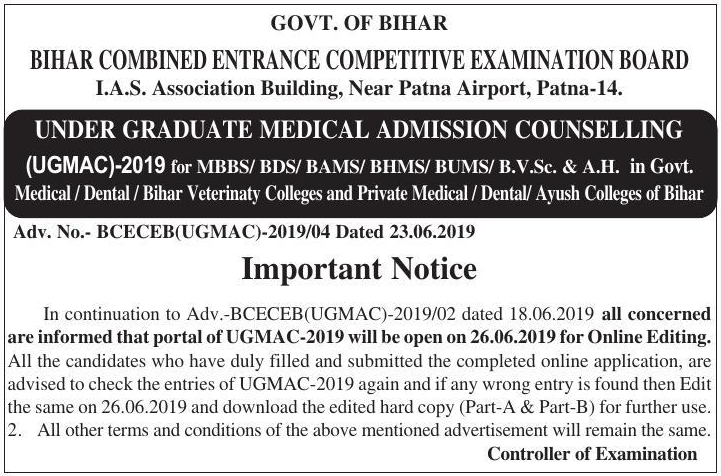 GOVT. OF BIHAR
BIHAR COMBINED ENTRANCE COMPETITIVE EXAMINATION BOARD
I.A.S. Association Building, Near Patna Airport, Patna-14.
UNDER GRADUATE MEDICAL ADMISSION COUNSELLING
(UGMAC)-2019 for MBBS/ BDS/ BAMS/ BHMS/ BUMS/ B.V.Sc. & A.H. in Govt.
Medical / Dental / Bihar Veterinaty Colleges and Private Medical / Dental/ Ayush Colleges of Bihar
Adv. No.- BCECEB(UGMAC)-2019/04 Dated 23.06.2019
Important Notice
In continuation to Adv.-BCECEB(UGMAC)-2019/02 dated 18.06.2019 all concerned
are informed that portal of UGMAC-2019 will be open on 26.06.2019 for Online Editing.
All the candidates who have duly filled and submitted the completed online application, are
advised to check the entries of UGMAC-2019 again and if any wrong entry is found then Edit
the same on 26.06.2019 and download the edited hard copy (Part-A & Part-B) for further use.
2. All other terms and conditions of the above mentioned advertisement will remain the same.
Controller of Examination